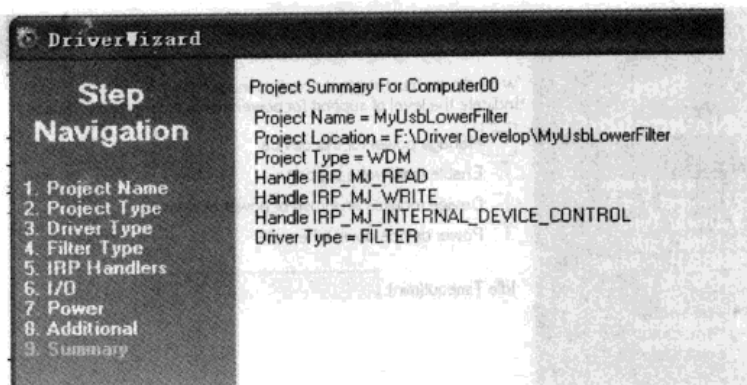 DriverWizard
Step
Navigation
1. Project Name
2. Project Type
3. Driver Type
4. Filter Type
5. IRP Handlers
6. I/O
7. Power
8. Additional
9. Summary
Project Summary For Computer00
Project Name = MyUsbLowerFilter
Project Location = F:\Driver Develop\MyUsbLowerFilter
Project Type = WDM
Handle IRP_MJ_READ
Handle IRP_MJ_WRITE
Handle IRP_MJ_INTERNAL_DEVICE_CONTROL
Driver Type = FILTER